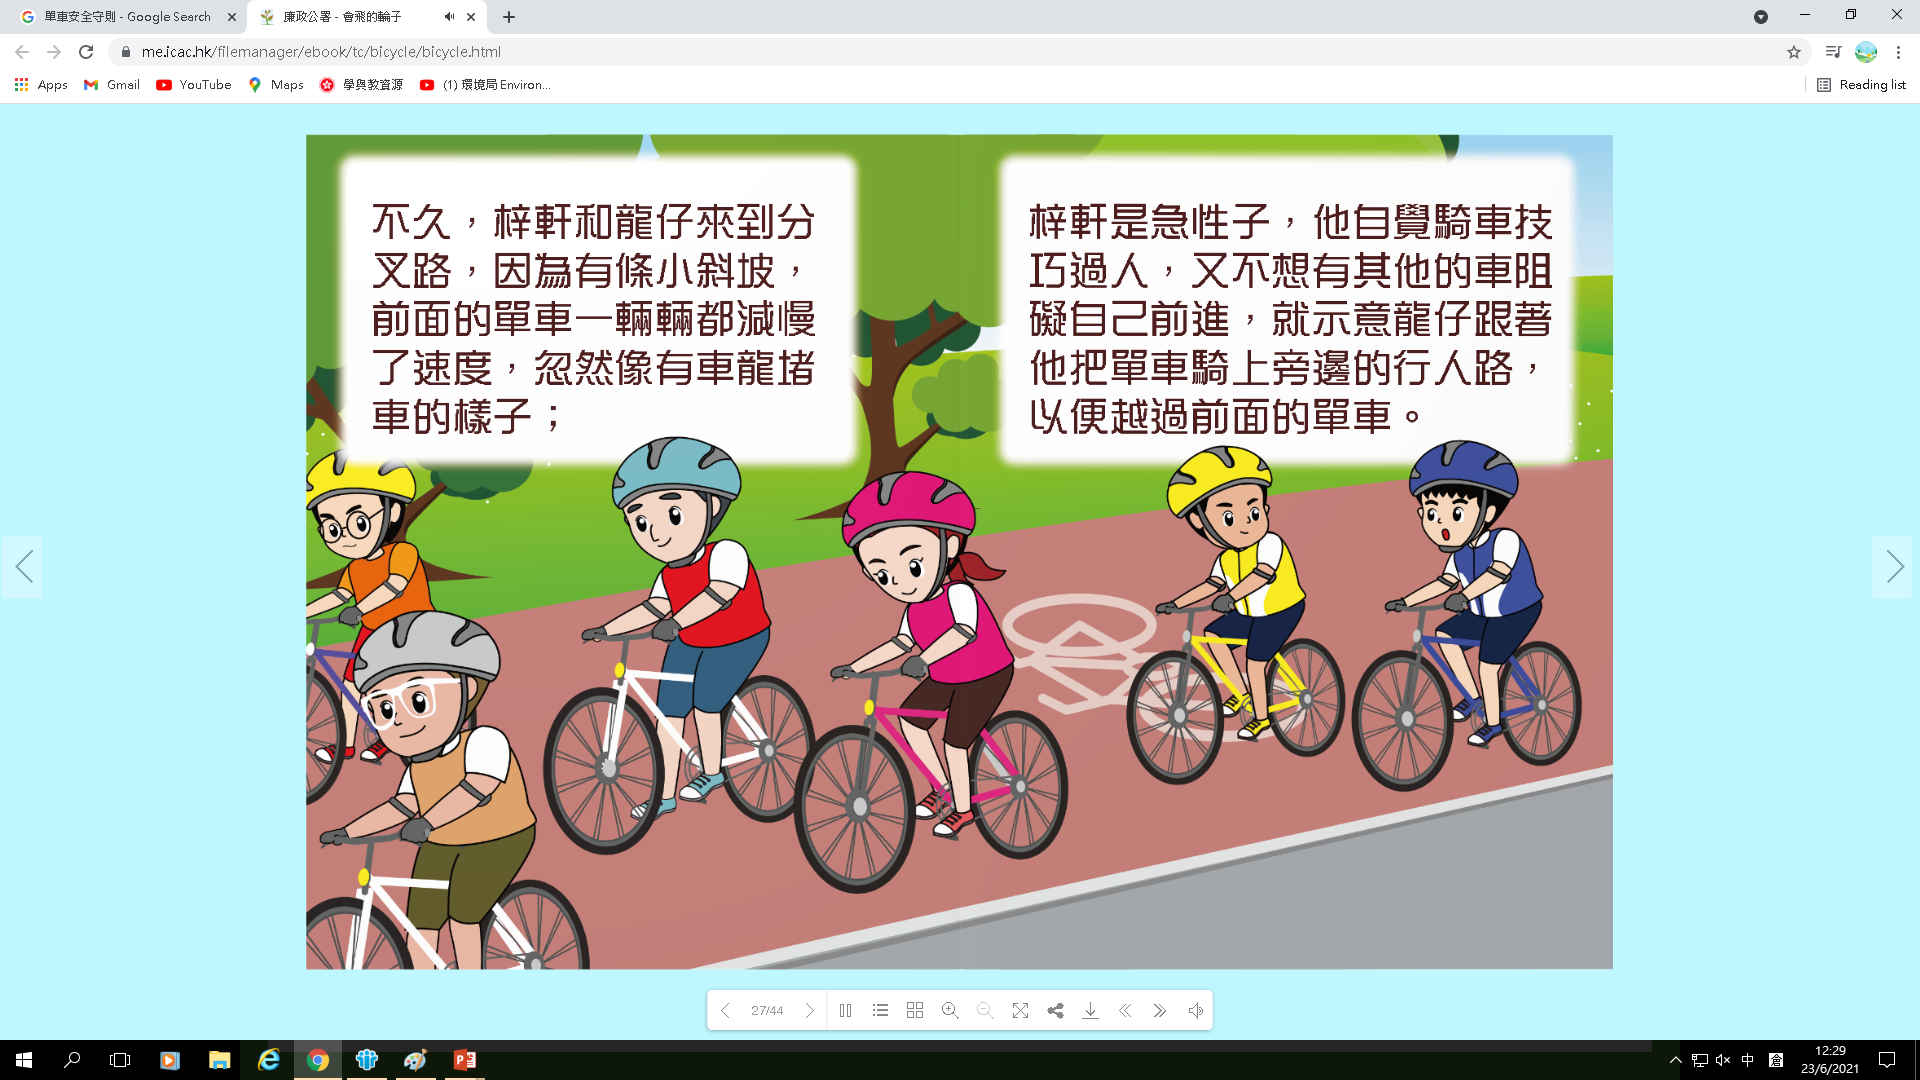 單車安全守則 - Google Search
廉政公署 - 會飛的輪子
me.icac.hk/filemanager/ebook/tc/bicycle/bicycle.html
Apps
Gmail
YouTube
Maps
學與教資源
(1) 環境局 Environ...
Reading list
不久，梓軒和龍仔來到分
叉路，因為有條小斜坡，
前面的單車一輛輛都減慢
了速度，忽然像有車龍堵
車的樣子；
梓軒是急性子，他自覺騎車技
巧過人，又不想有其他的車阻
礙自己前進，就示意龍仔跟著
他把單車騎上旁邊的行人路，
以便越過前面的單車。
27/44
中
倉
12:29
23/6/2021